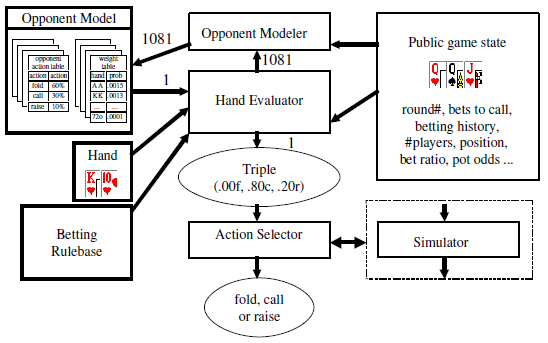 Opponent Model
opponent
action table
action action
fold 60%
call 30%
raise 10%
weight
table
hand prob
A A .0015
KK .0013
... ...
72o .0001
1081
Opponent Modeler
1081
1
Hand Evaluator
Public game state
Q Q J
round#, bets to call,
betting history,
#players, position,
bet ratio, pot odds ...
Hand
K 10
1
Triple
(.00f, .80c, .20r)
Betting
Rulebase
Action Selector
Simulator
fold, call
or raise